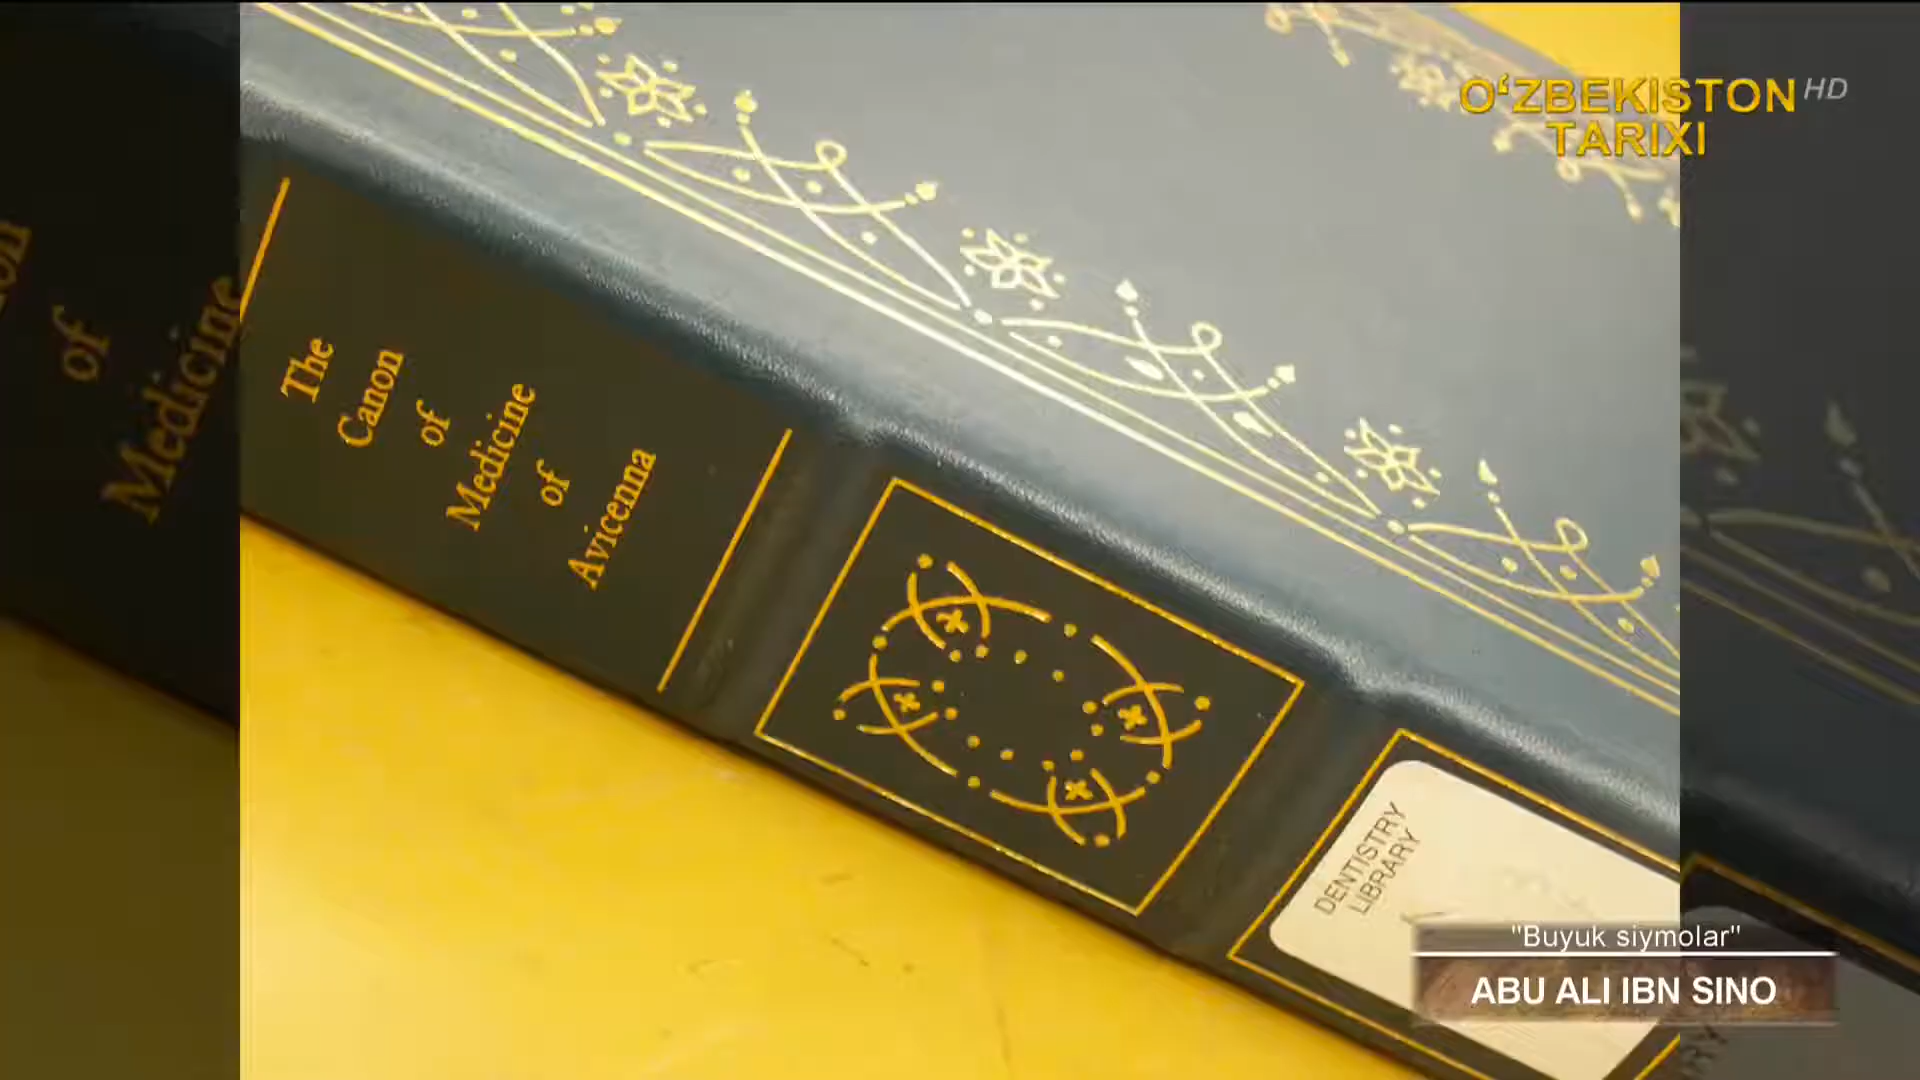 O‘ZBEKISTON HD
TARIXI
The
Canon
of
Medicine
of
Avicenna
DENTISTRY
LIBRARY
"Buyuk siymolar"
ABU ALI IBN SINO
of
Medicine